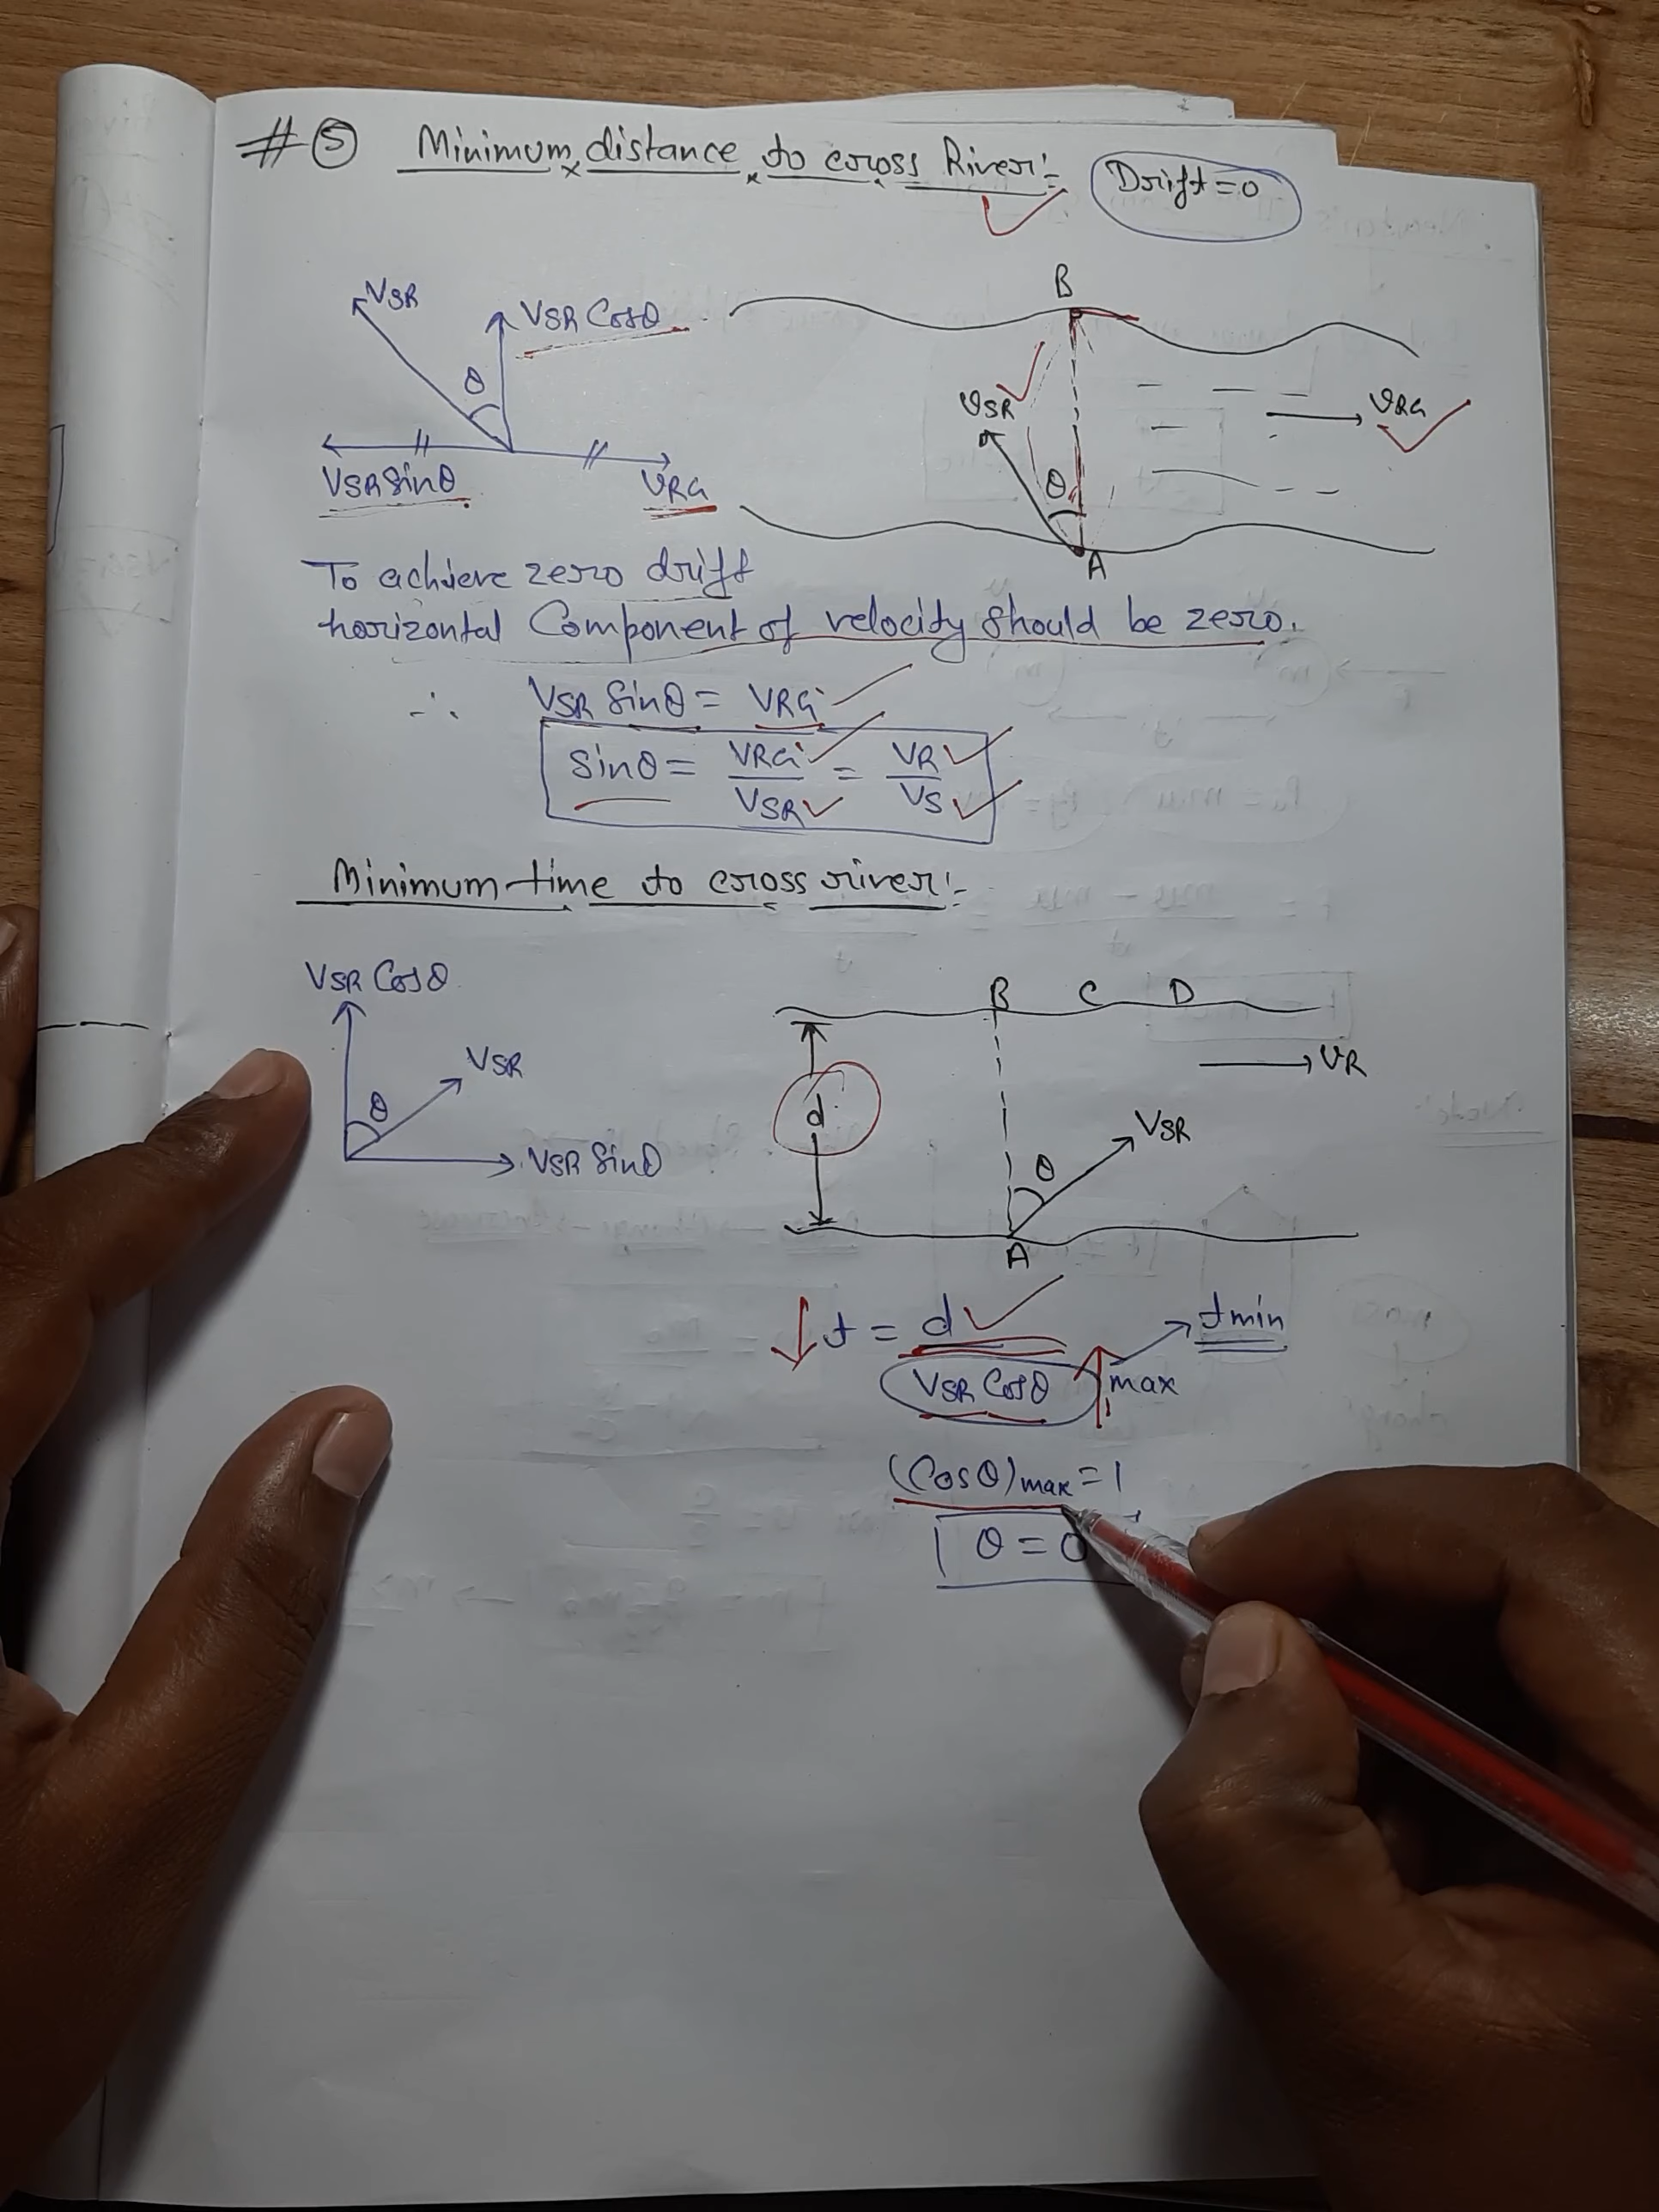 # ⑤ Minimum distance to cross River:- Drift=0
VSR
VSR Cosθ
θ
VSR Sinθ
VRG
B
VSR
VRG
θ
A
To achieve zero drift
horizontal Component of velocity should be zero.
∴ VSR Sinθ = VRG
Sinθ = VRG/VSR = VR/VS
Minimum time to cross river:-
VSR Cosθ
VSR
θ
VSR Sinθ
B C D
VR
d
VSR
θ
A
↓ t = d/VSR Cosθ ↑ max → tmin
(Cosθ)max = 1
θ = 0